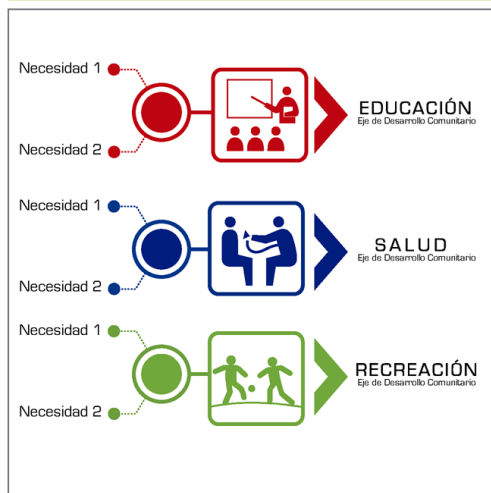 Necesidad 1
EDUCACIÓN
Eje de Desarrollo Comunitario
Necesidad 2
Necesidad 1
SALUD
Eje de Desarrollo Comunitario
Necesidad 2
Necesidad 1
RECREACIÓN
Eje de Desarrollo Comunitario
Necesidad 2